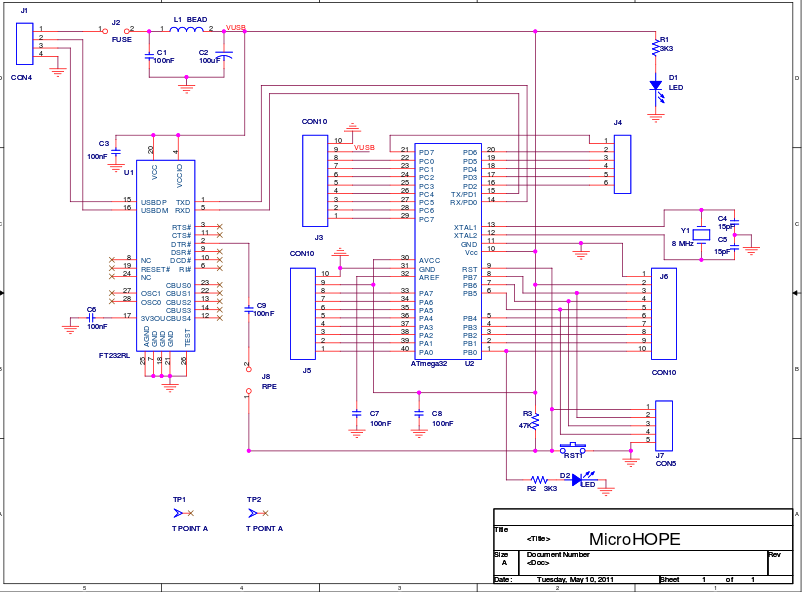 J1
1
2
3
4
CON4
J2
1
2
FUSE
L1 BEAD
1
2
VUSB
C1
100nF
C2
100uF
R1
3K3
D1
LED
C3
100nF
U1
20
4
VCC
VCCIO
15 USBDP
16 USBDM
TXD 1
RXD 5
RTS# 3
CTS# 11
DTR# 2
DSR# 9
DCD# 10
RI# 6
8 NC
19 RESET#
24 NC
27 OSC1
28 OSC0
17 3V3OUT
CBUS0 23
CBUS1 22
CBUS2 13
CBUS3 14
CBUS4 12
AGND
GND
GND
GND
TEST
25
7
18
21
26
FT232RL
C6
100nF
C9
100nF
2
J8
RPE
1
CON10
10
9 VUSB
8
7
6
5
4
3
2
1
J3
CON10
10
9
8
7
6
5
4
3
2
1
J5
21 PD7
22 PC0
23 PC1
24 PC2
25 PC3
26 PC4
27 PC5
28 PC6
29 PC7
30 AVCC
31 GND
32 AREF
33 PA7
34 PA6
35 PA5
36 PA4
37 PA3
38 PA2
39 PA1
40 PA0
PD6 20
PD5 19
PD4 18
PD3 17
PD2 16
TX/PD1 15
RX/PD0 14
XTAL1 13
XTAL2 12
GND 11
Vcc 10
RST 9
PB7 8
PB6 7
PB5 6
PB4 5
PB3 4
PB2 3
PB1 2
PB0 1
ATmega32
U2
J4
1
2
3
4
5
6
Y1
8 MHz
C4
15pF
C5
15pF
J6
1
2
3
4
5
6
7
8
9
10
CON10
C7
100nF
C8
100nF
R3
47K
1
2
3
4
5
J7
CON5
RST1
R2 3K3
D2
LED
TP1
T POINT A
TP2
T POINT A
Title
<Title>
MicroHOPE
Size
A
Document Number
<Doc>
Rev
Date:
Tuesday, May 10, 2011
Sheet
1
of
1
5
4
3
2
1
D
C
B
A
D
C
B
A